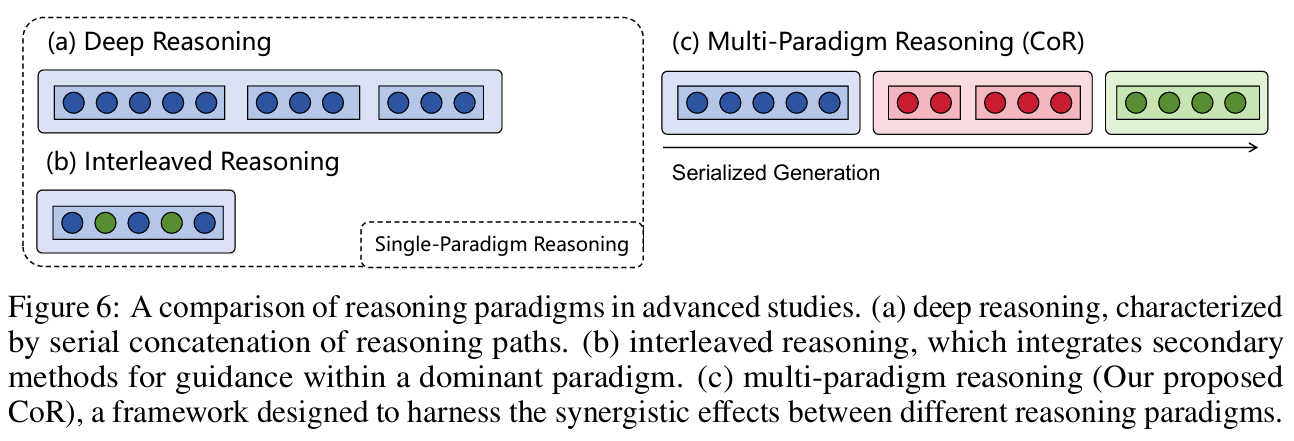 (a) Deep Reasoning
(b) Interleaved Reasoning
Single-Paradigm Reasoning
(c) Multi-Paradigm Reasoning (CoR)
Serialized Generation
Figure 6: A comparison of reasoning paradigms in advanced studies. (a) deep reasoning, characterized
by serial concatenation of reasoning paths. (b) interleaved reasoning, which integrates secondary
methods for guidance within a dominant paradigm. (c) multi-paradigm reasoning (Our proposed
CoR), a framework designed to harness the synergistic effects between different reasoning paradigms.